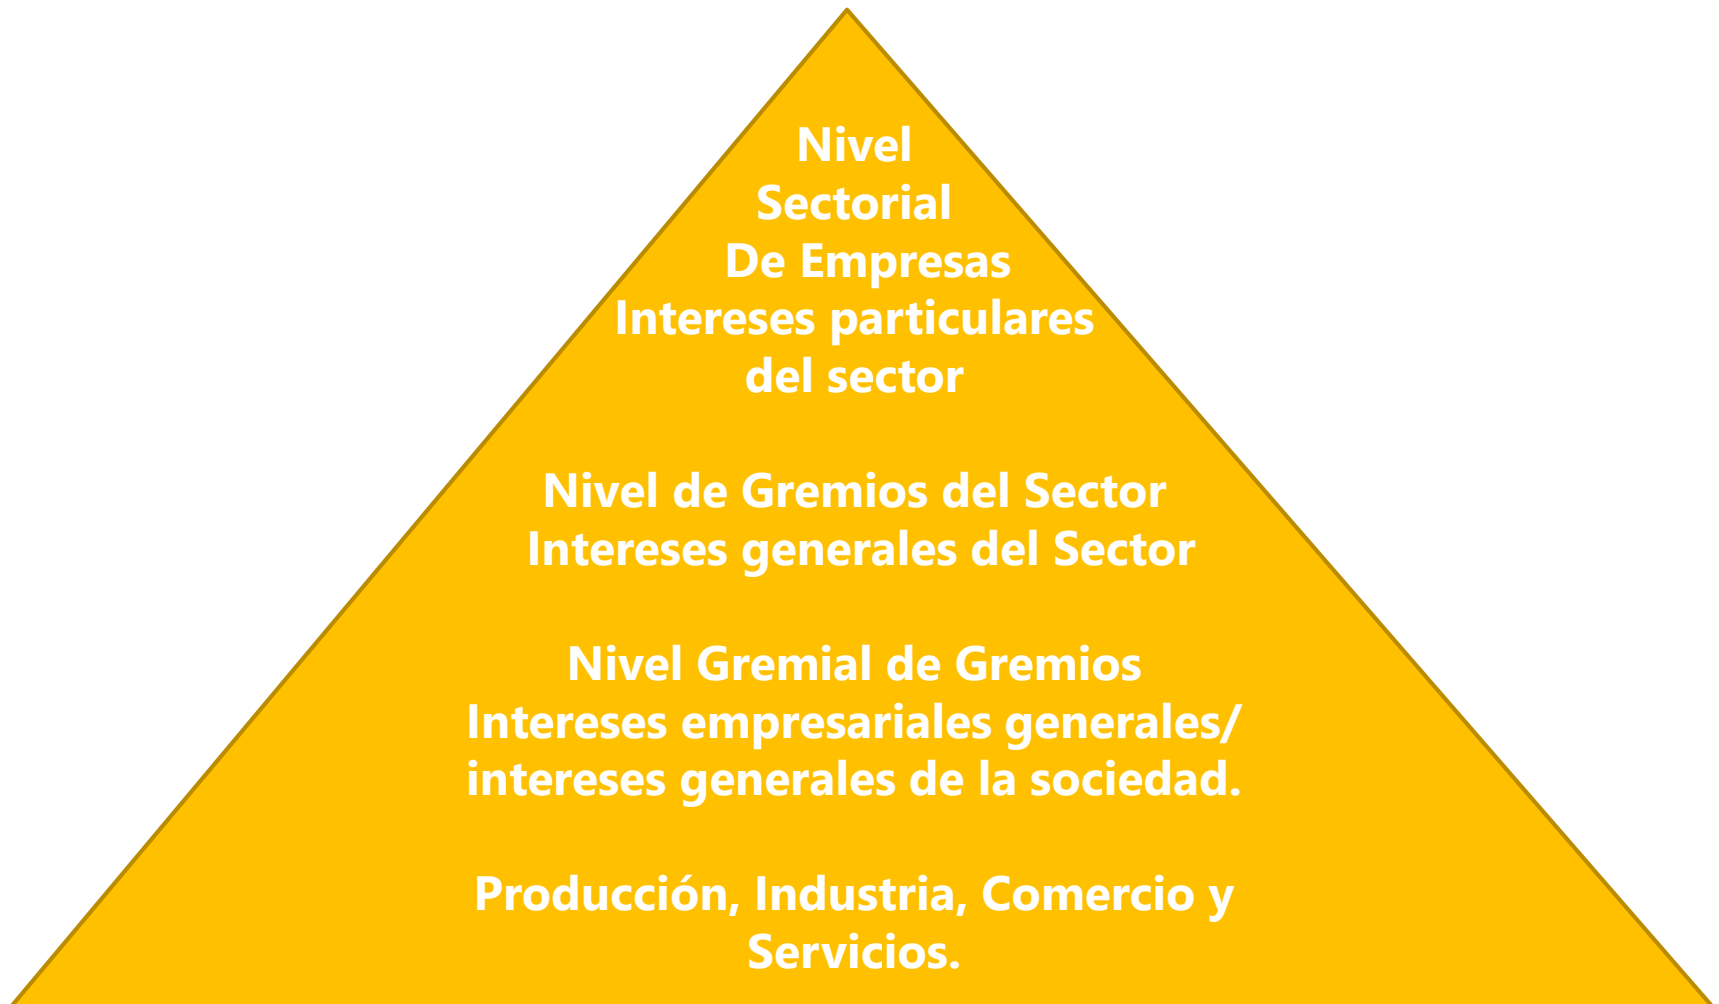 Nivel
Sectorial
De Empresas
Intereses particulares
del sector
Nivel de Gremios del Sector
Intereses generales del Sector
Nivel Gremial de Gremios
Intereses empresariales generales/
intereses generales de la sociedad.
Producción, Industria, Comercio y
Servicios.